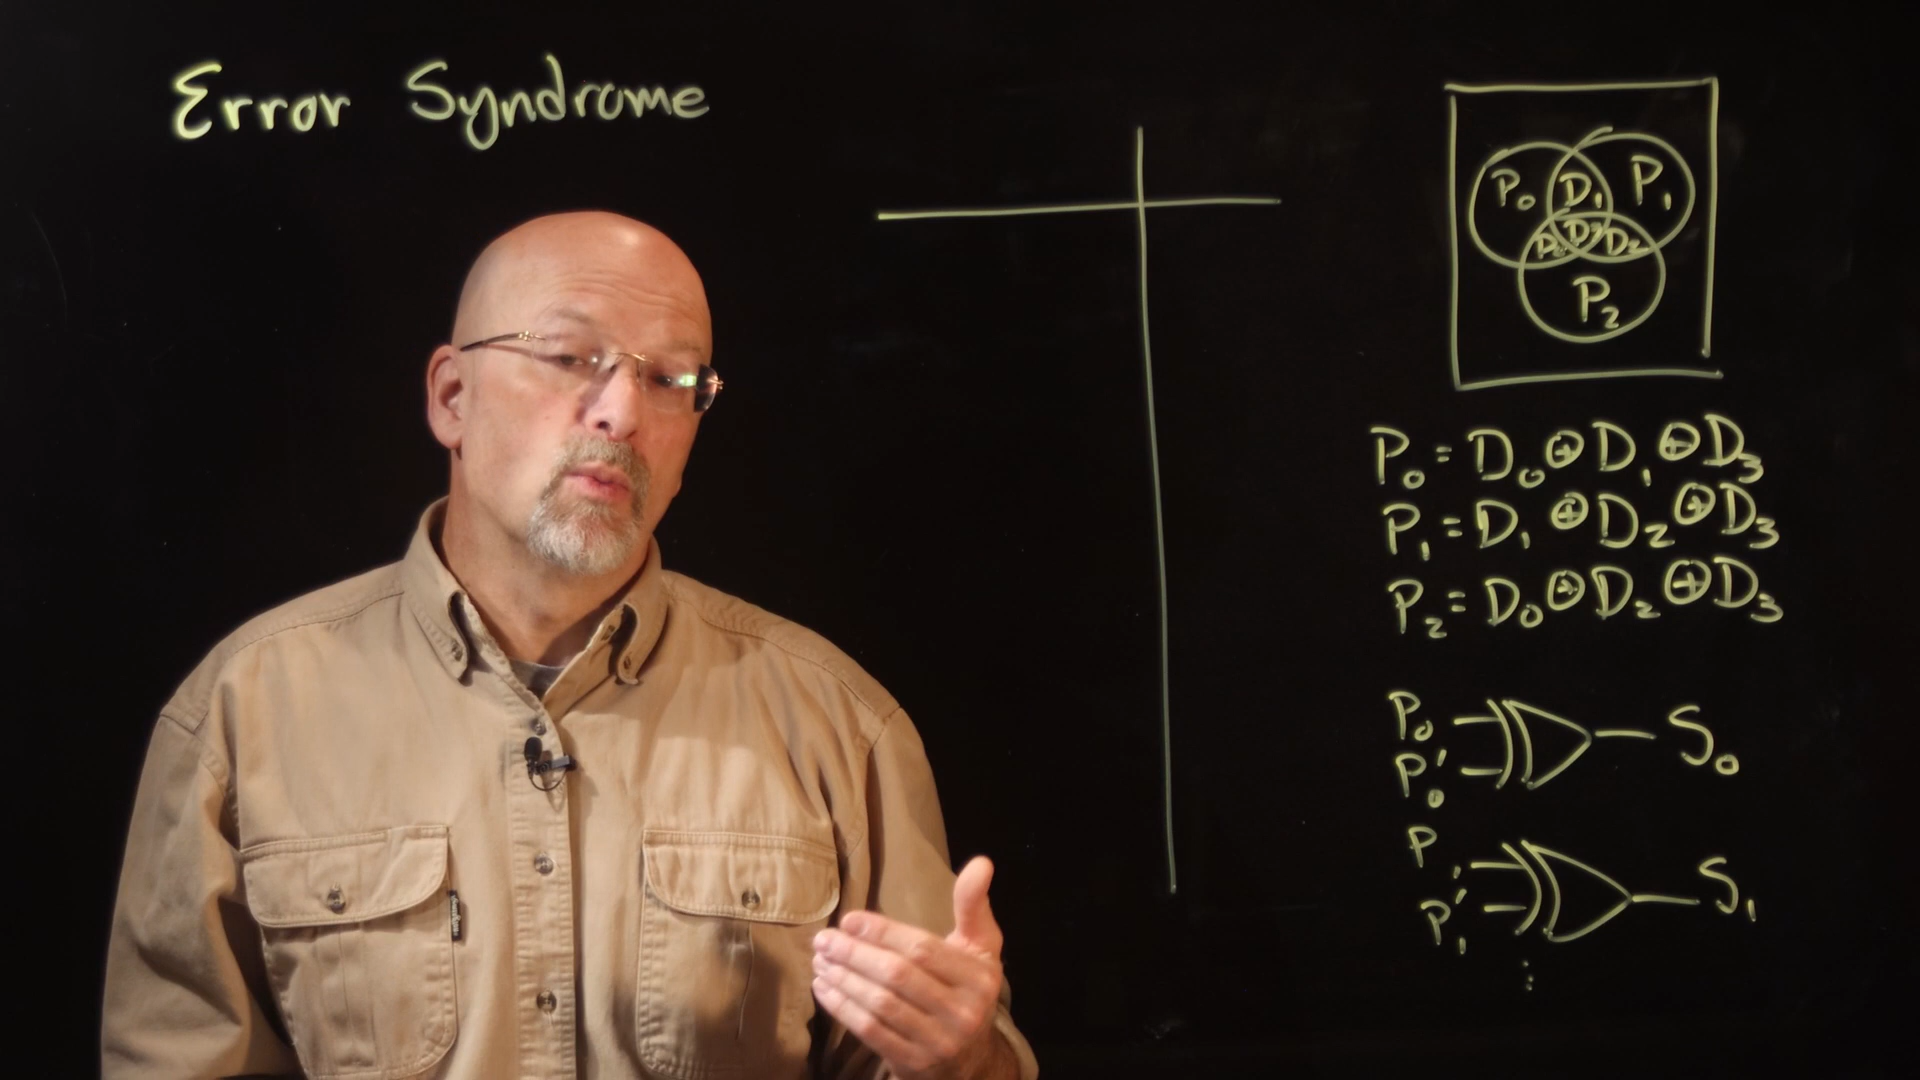 Error Syndrome
P₀ D₁ P₁
D₀ D₃ D₂
P₂
P₀ = D₀ ⊕ D₁ ⊕ D₃
P₁ = D₁ ⊕ D₂ ⊕ D₃
P₂ = D₀ ⊕ D₂ ⊕ D₃
P₀ S₀
P₀'
P₁ S₁
P₁'
⋮